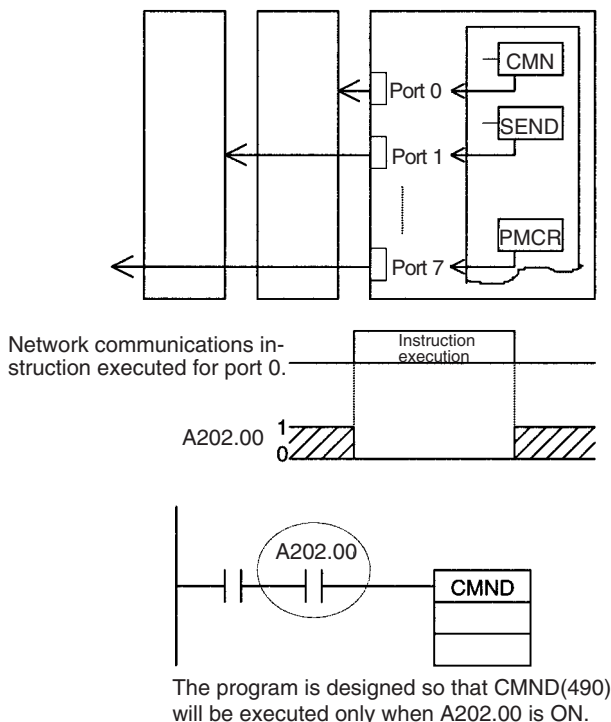 CMN
Port 0
SEND
Port 1
PMCR
Port 7
Network communications in-
struction executed for port 0.
Instruction
execution
A202.00
1
0
A202.00
CMND
The program is designed so that CMND(490)
will be executed only when A202.00 is ON.